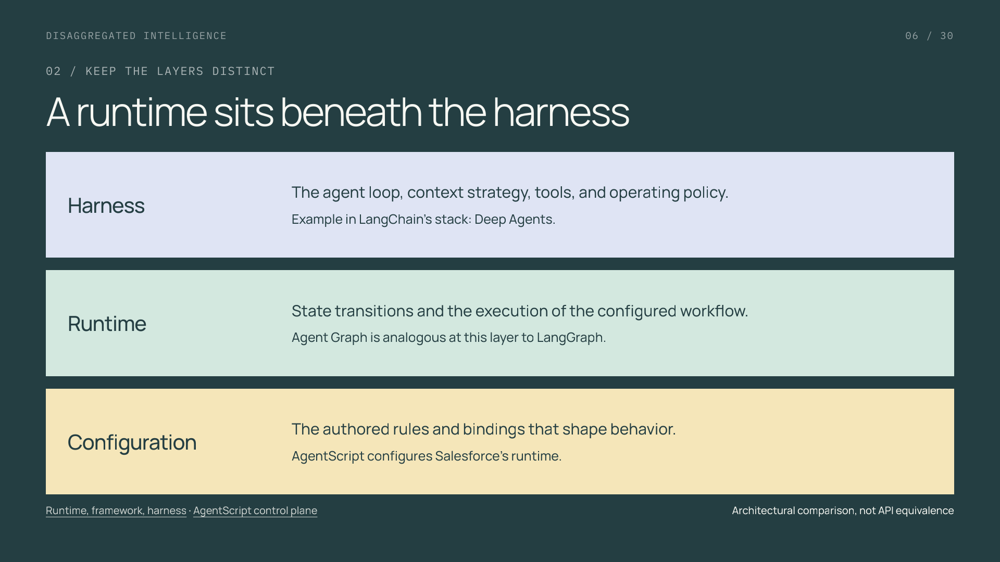 DISAGGREGATED INTELLIGENCE
06 / 30
02 / KEEP THE LAYERS DISTINCT
A runtime sits beneath the harness
Harness
The agent loop, context strategy, tools, and operating policy.
Example in LangChain’s stack: Deep Agents.
Runtime
State transitions and the execution of the configured workflow.
Agent Graph is analogous at this layer to LangGraph.
Configuration
The authored rules and bindings that shape behavior.
AgentScript configures Salesforce’s runtime.
Runtime, framework, harness · AgentScript control plane
Architectural comparison, not API equivalence